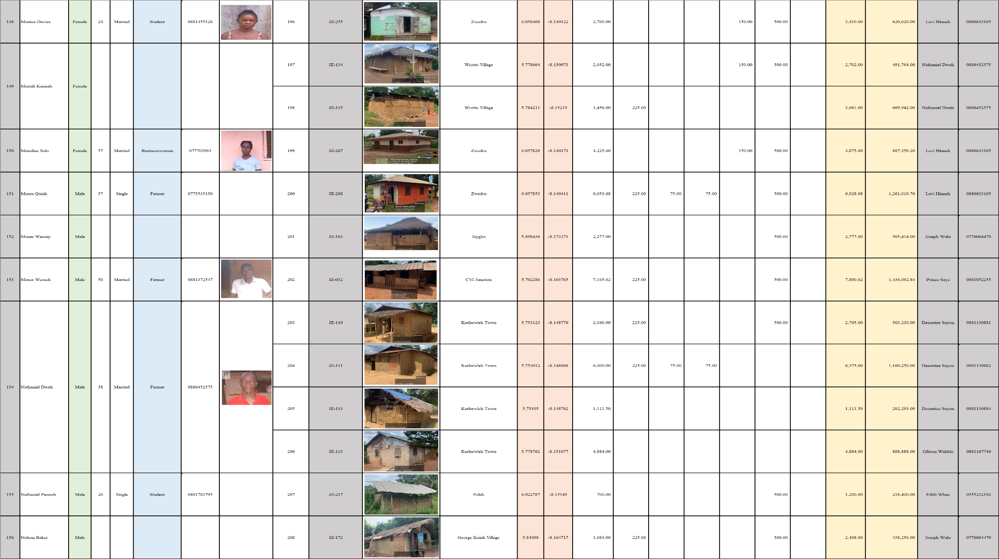 148 Monica Davies Female 24 Married Student 0881455126 196 JZ-255 Zwedru 6.056468 -8.140122 2,760.00 150.00 500.00 3,410.00 620,620.00 Levi Hinneh 0886633165
149 Moriah Kannah Female 197 JZ-134 Wrotto Village 5.778664 -8.150973 2,052.00 150.00 500.00 2,702.00 491,764.00 Nathaniel Dweh 0886452575
198 JZ-135 Wrotto Village 5.784211 -8.15219 3,456.00 225.00 3,681.00 669,942.00 Nathaniel Dweh 0886452575
150 Moseline Solo Female 57 Married Businesswoman 077703963 199 JZ-267 Zwedru 6.057829 -8.140171 4,225.60 150.00 500.00 4,875.60 887,359.20 Levi Hinneh 0886633165
151 Moses Quiah Male 57 Single Farmer 0775535150 200 JZ-268 Zwedru 6.057853 -8.140411 6,053.68 225.00 75.00 75.00 500.00 6,928.68 1,261,019.76 Levi Hinneh 0886633165
152 Moses Wessay Male 201 JZ-183 Jaygbo 5.898436 -8.173371 2,277.00 500.00 2,777.00 505,414.00 Joseph Wulu 0776064479
153 Moses Wesseh Male 50 Married Farmer 0881372547 202 JZ-032 CVI Junction 5.702286 -8.103765 7,165.62 225.00 500.00 7,890.62 1,436,092.84 Prince Saye 0881052255
154 Nathaniel Dweh Male 58 Married Farmer 0886452575 203 JZ-110 Karlorwleh Town 5.753123 -8.148776 2,040.00 225.00 500.00 2,765.00 503,230.00 Decontee Sayon 0881130881
204 JZ-111 Karlorwleh Town 5.753012 -8.148868 6,000.00 225.00 75.00 75.00 6,375.00 1,160,250.00 Decontee Sayon 0881130882
205 JZ-113 Karlorwleh Town 5.75305 -8.148762 1,111.50 1,111.50 202,293.00 Decontee Sayon 0881130884
206 JZ-133 Karlorwleh Town 5.778762 -8.151077 4,884.00 4,884.00 888,888.00 Gibson Wahblo 0881167746
155 Nathaniel Pennoh Male 20 Single Student 0881783795 207 JZ-217 Polah 6.022787 -8.15149 700.00 500.00 1,200.00 218,400.00 Edith Whea 0555232192
156 Nelson Baker Male 208 JZ-172 George Kuiah Village 5.84098 -8.164717 1,683.00 225.00 500.00 2,408.00 438,256.00 Joseph Wulu 0776064479